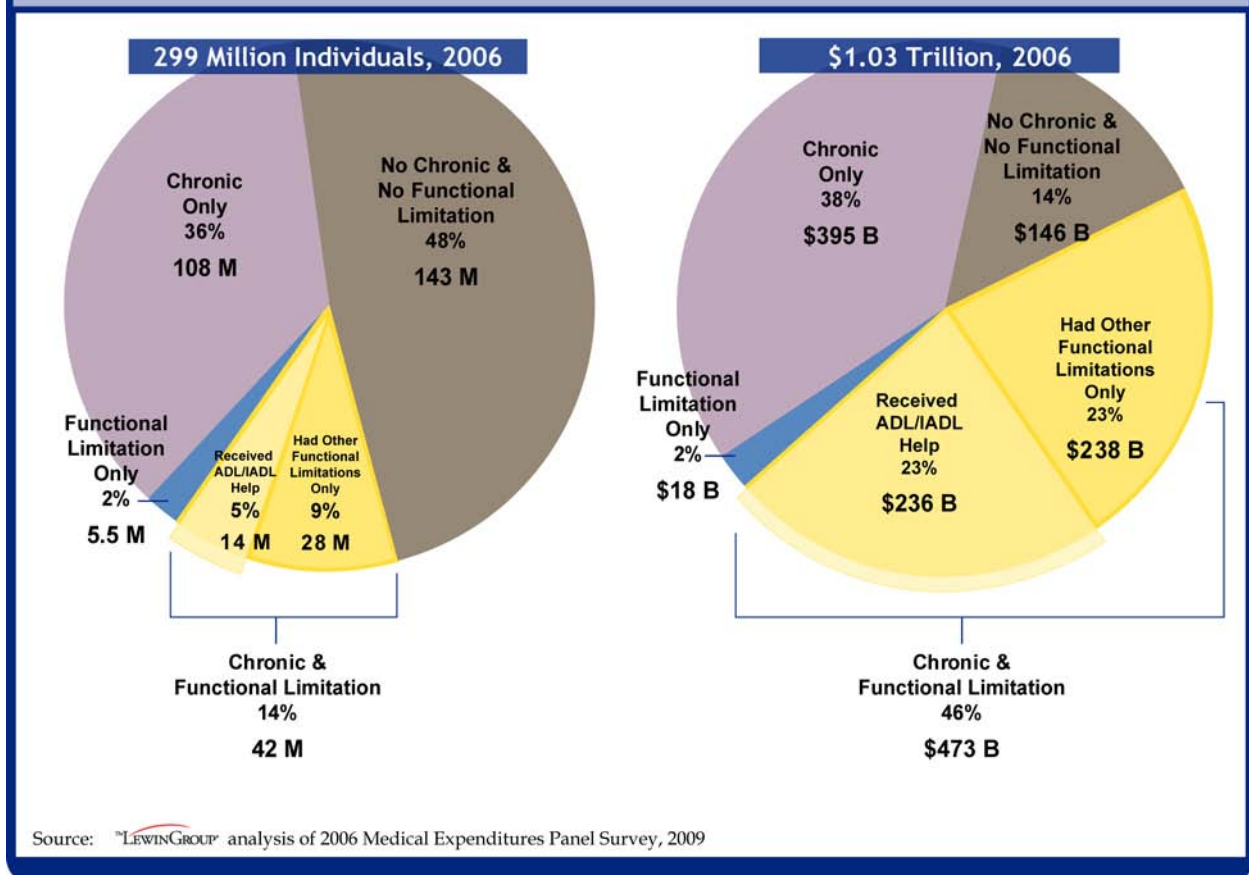 299 Million Individuals, 2006
Chronic
Only
36%
108 M
No Chronic &
No Functional
Limitation
48%
143 M
Functional
Limitation
Only
2%
5.5 M
Received
ADL/IADL
Help
5%
14 M
Had Other
Functional
Limitations
Only
9%
28 M
Chronic &
Functional Limitation
14%
42 M
$1.03 Trillion, 2006
Chronic
Only
38%
$395 B
No Chronic &
No Functional
Limitation
14%
$146 B
Functional
Limitation
Only
2%
$18 B
Received
ADL/IADL
Help
23%
$236 B
Had Other
Functional
Limitations
Only
23%
$238 B
Chronic &
Functional Limitation
46%
$473 B
Source: The LEWIN GROUP analysis of 2006 Medical Expenditures Panel Survey, 2009